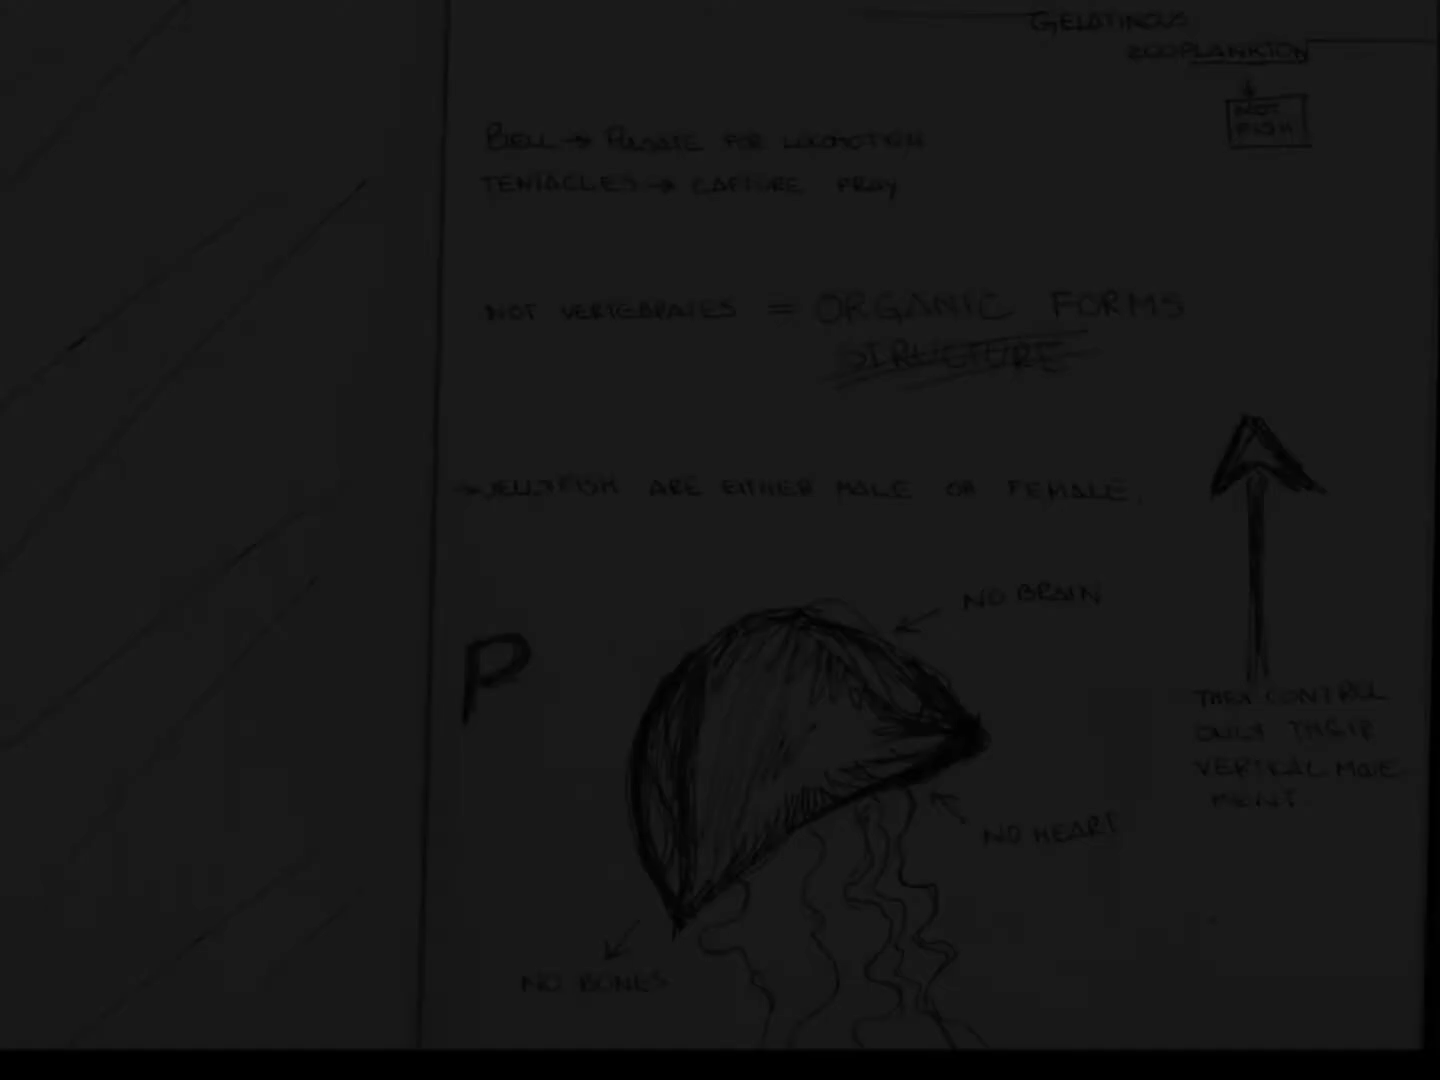 GELATINOUS
ZOOPLANKTON
NOT
FISH
BELL → PULSATE FOR LOCOMOTION
TENTACLES → CAPTURE PRAY
NOT VERTEBRATES = ORGANIC FORMS
STRUCTURE
→ JELLYFISH ARE EITHER MALE OR FEMALE.
NO BRAIN
P
THEY CONTROL
ONLY THEIR
VERTICAL MOVE
MENT.
NO HEART
NO BONES